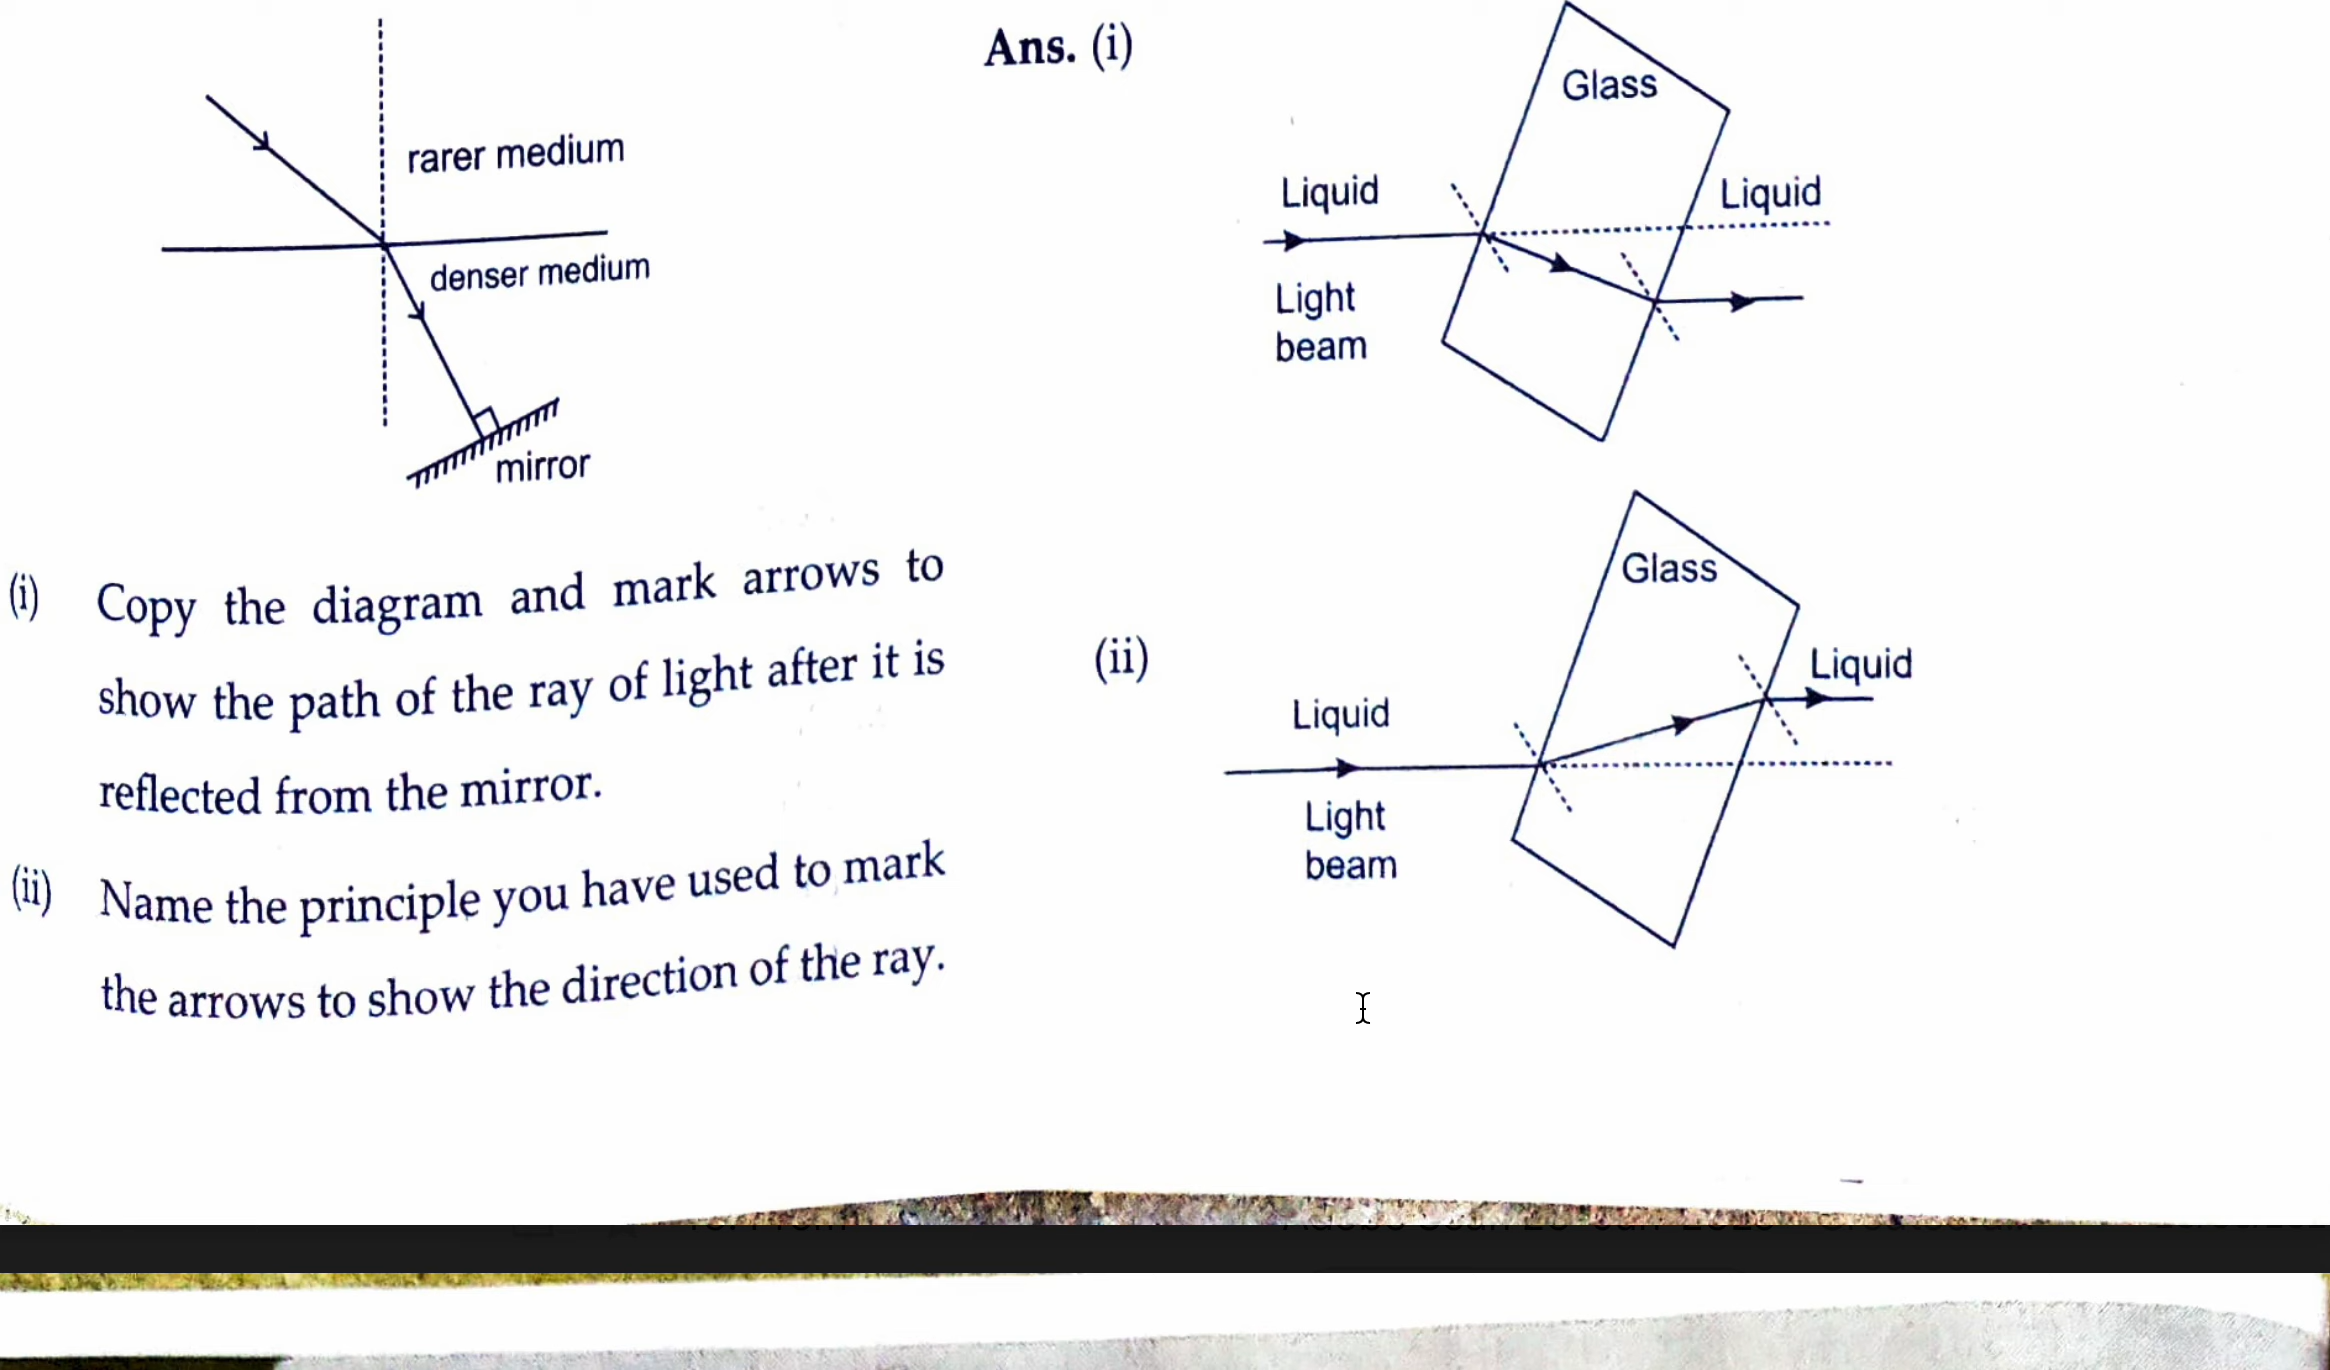 rarer medium
denser medium
mirror
(i) Copy the diagram and mark arrows to
show the path of the ray of light after it is
reflected from the mirror.
(ii) Name the principle you have used to mark
the arrows to show the direction of the ray.
Ans. (i)
Glass
Liquid
Liquid
Light
beam
(ii)
Glass
Liquid
Liquid
Light
beam